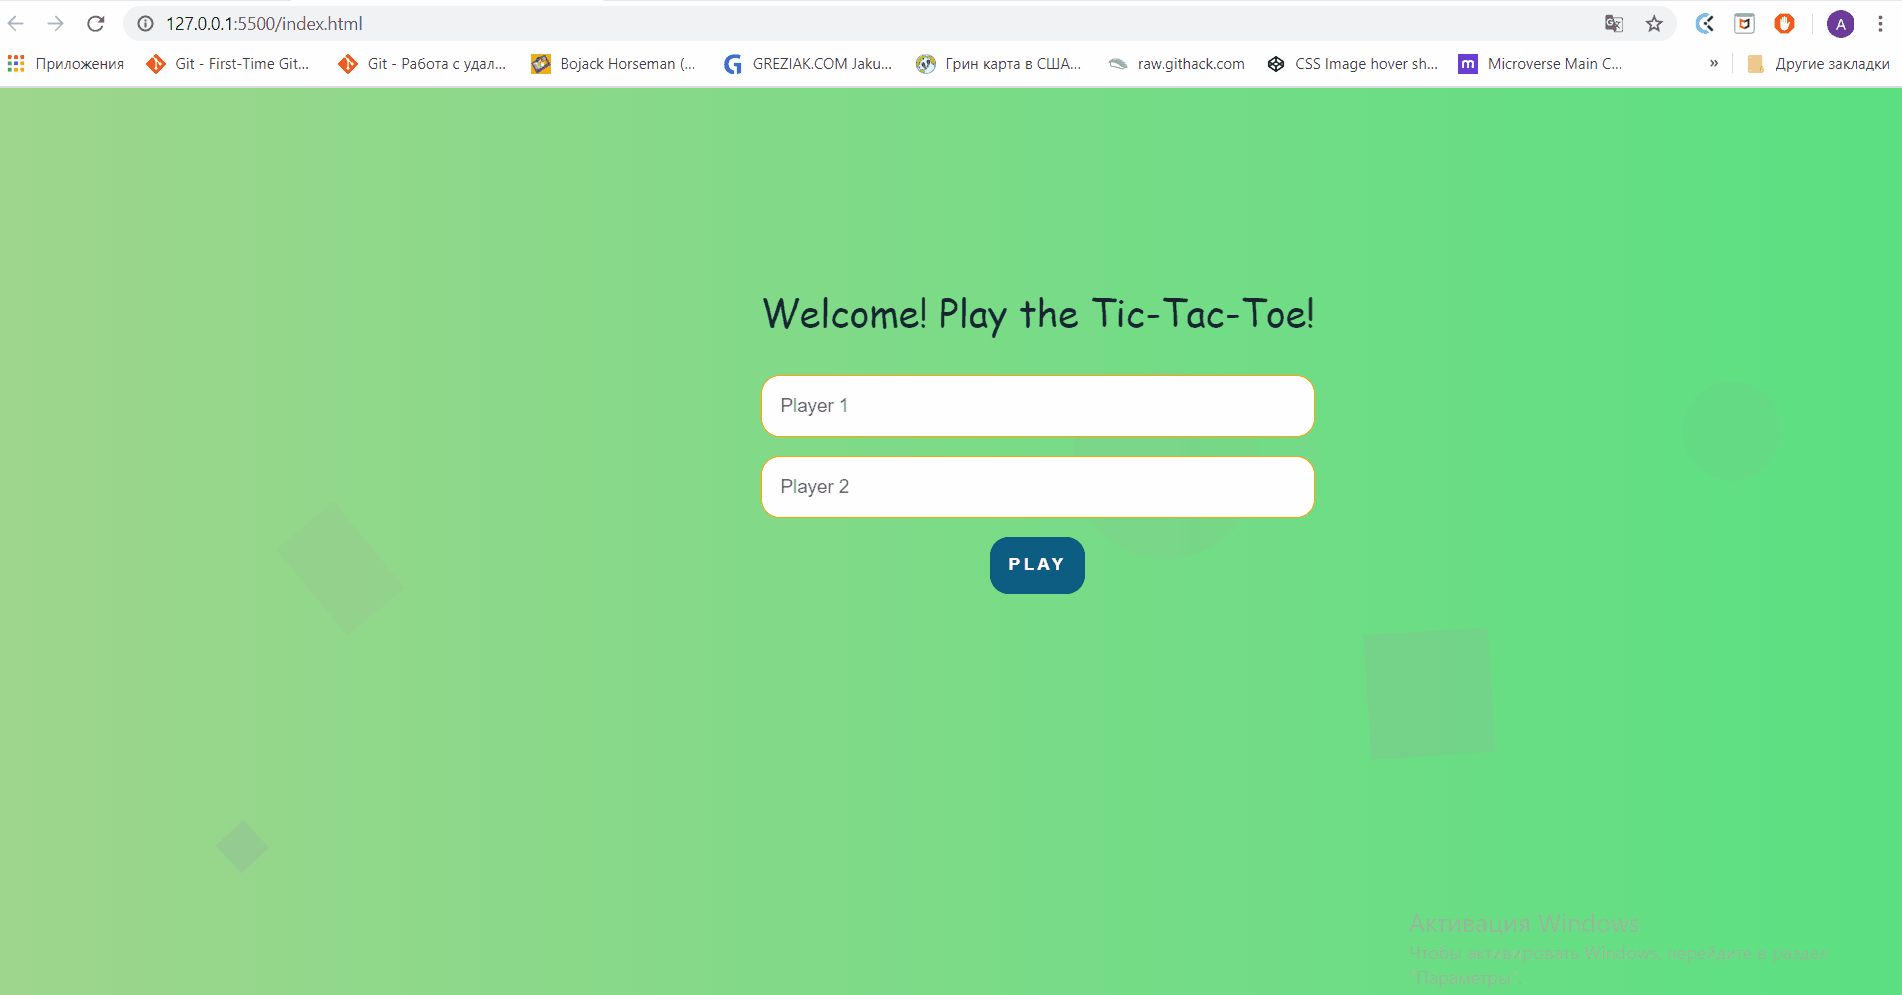 127.0.0.1:5500/index.html
A
Приложения
Git - First-Time Git...
Git - Работа с удал...
Bojack Horseman (...
GREZIAK.COM Jaku...
Грин карта в США...
raw.githack.com
CSS Image hover sh...
Microverse Main C...
»
Другие закладки
Welcome! Play the Tic-Tac-Toe!
Player 1
Player 2
PLAY
Активация Windows
Чтобы активировать Windows, перейдите в раздел
"Параметры".